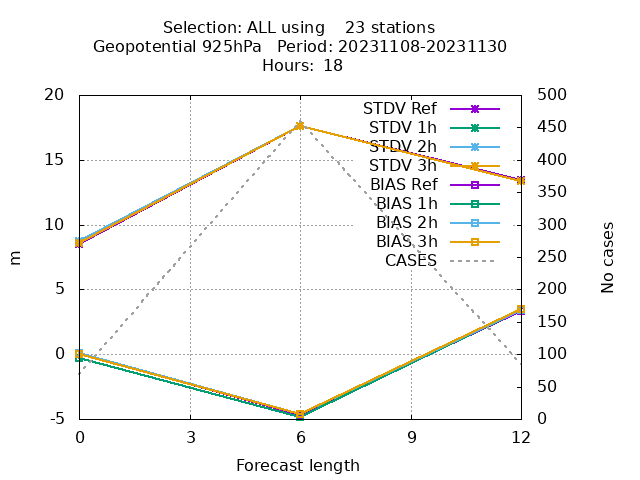 Selection: ALL using    23 stations
Geopotential 925hPa   Period: 20231108-20231130
Hours: 18
20
15
10
5
0
-5
m
500
450
400
350
300
250
200
150
100
50
0
No cases
STDV Ref
STDV 1h
STDV 2h
STDV 3h
BIAS Ref
BIAS 1h
BIAS 2h
BIAS 3h
CASES
0 3 6 9 12
Forecast length